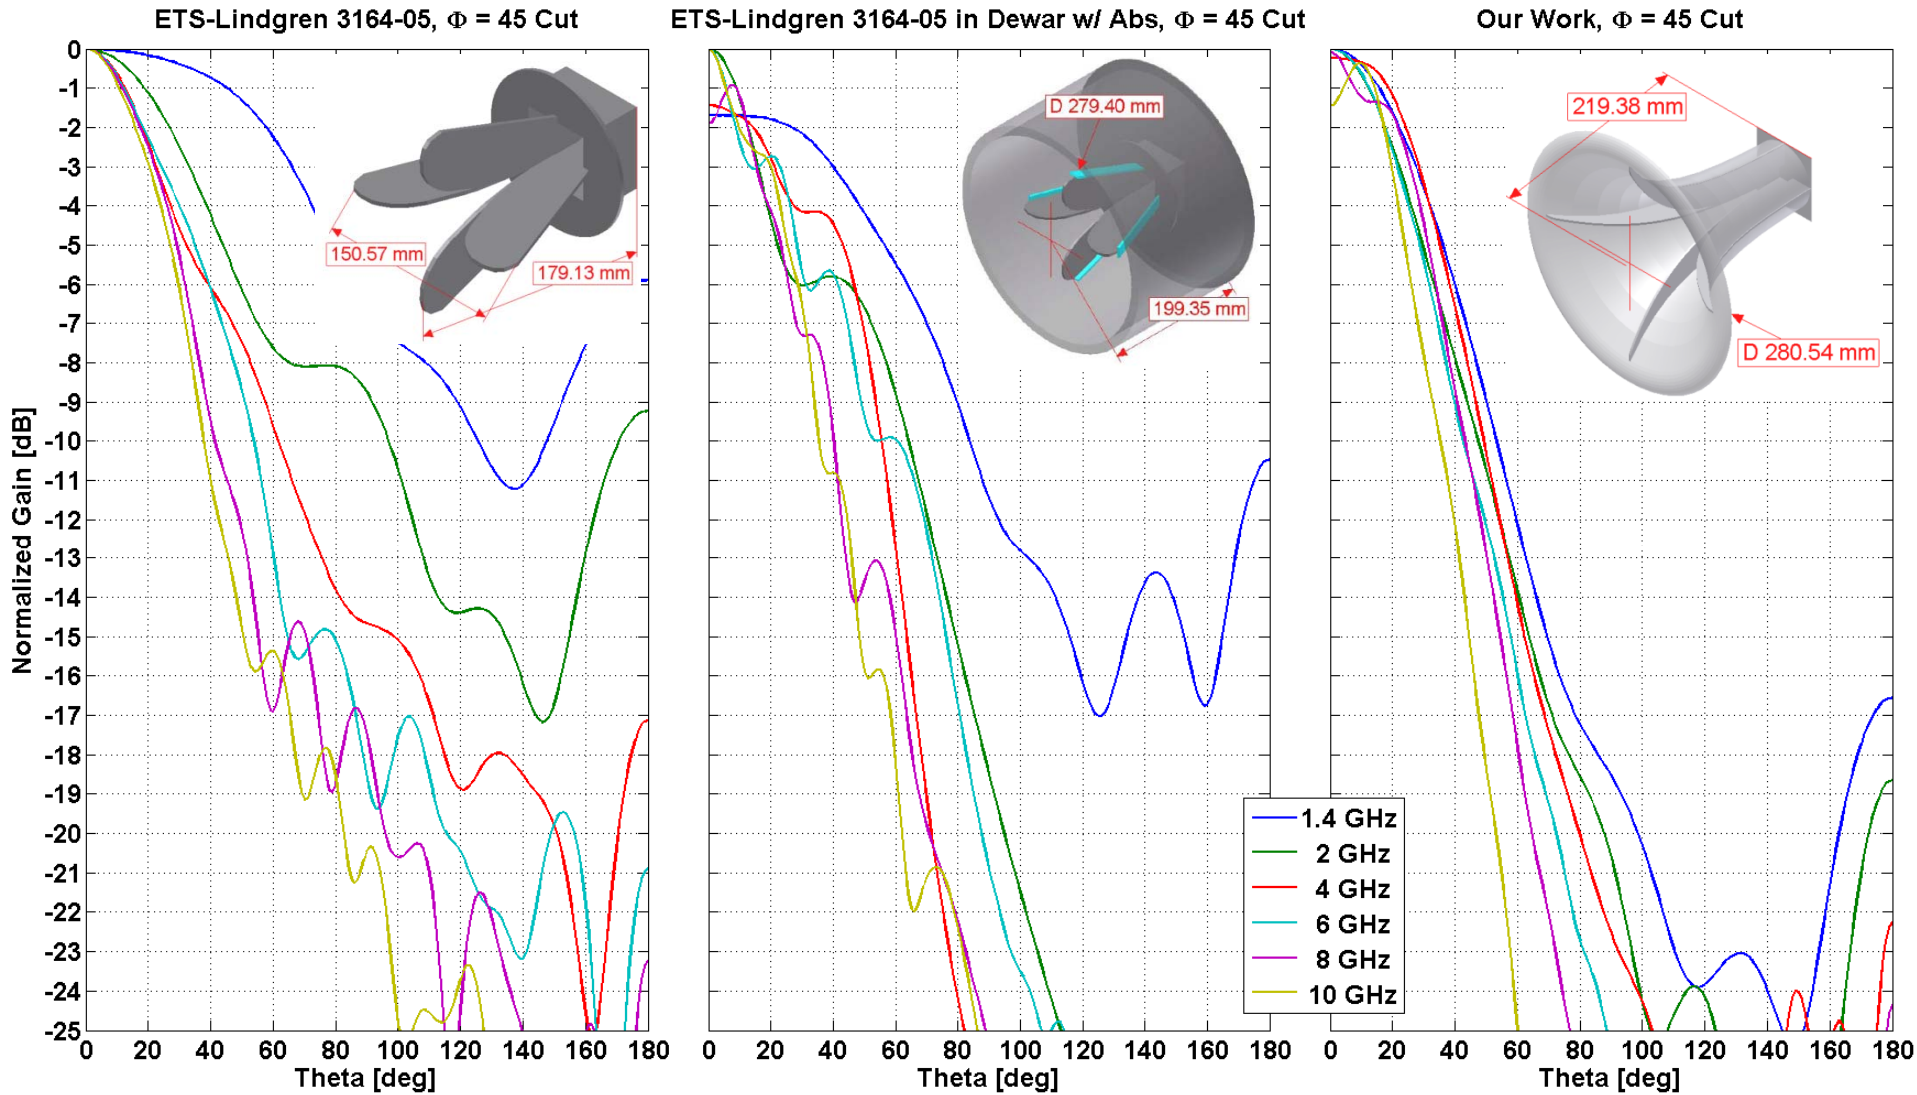 ETS-Lindgren 3164-05, Φ = 45 Cut
ETS-Lindgren 3164-05 in Dewar w/ Abs, Φ = 45 Cut
Our Work, Φ = 45 Cut
Normalized Gain [dB]
0
-1
-2
-3
-4
-5
-6
-7
-8
-9
-10
-11
-12
-13
-14
-15
-16
-17
-18
-19
-20
-21
-22
-23
-24
-25
150.57 mm
179.13 mm
D 279.40 mm
199.35 mm
219.38 mm
D 280.54 mm
1.4 GHz
2 GHz
4 GHz
6 GHz
8 GHz
10 GHz
0 20 40 60 80 100 120 140 160 180
0 20 40 60 80 100 120 140 160 180
0 20 40 60 80 100 120 140 160 180
Theta [deg]
Theta [deg]
Theta [deg]